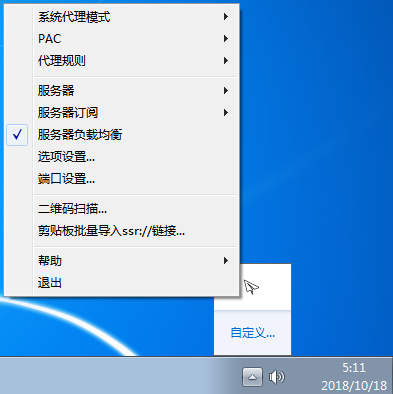 系统代理模式
PAC
代理规则
服务器
服务器订阅
服务器负载均衡
选项设置...
端口设置...
二维码扫描...
剪贴板批量导入ssr://链接...
帮助
退出
自定义...
5:11
2018/10/18